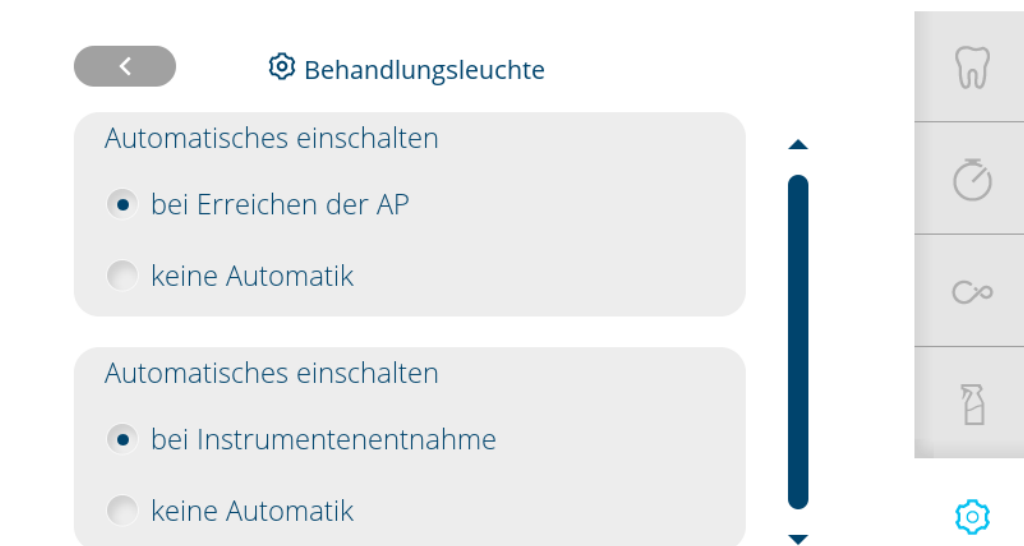 Behandlungsleuchte
Automatisches einschalten
bei Erreichen der AP
keine Automatik
Automatisches einschalten
bei Instrumentenentnahme
keine Automatik